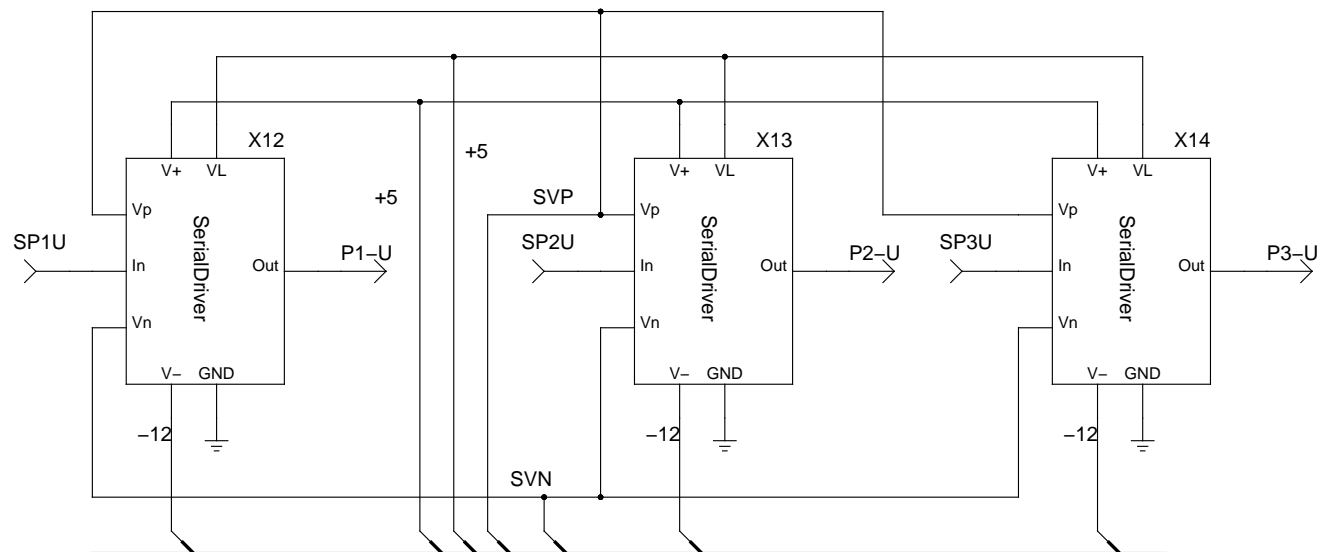 X12
X13
X14
+5
+5
V+ VL
V+ VL
V+ VL
SVP
Vp
Vp
Vp
SP1U
In
SerialDriver
Out
P1–U
SP2U
In
SerialDriver
Out
P2–U
SP3U
In
SerialDriver
Out
P3–U
Vn
Vn
Vn
V– GND
V– GND
V– GND
–12
–12
–12
SVN